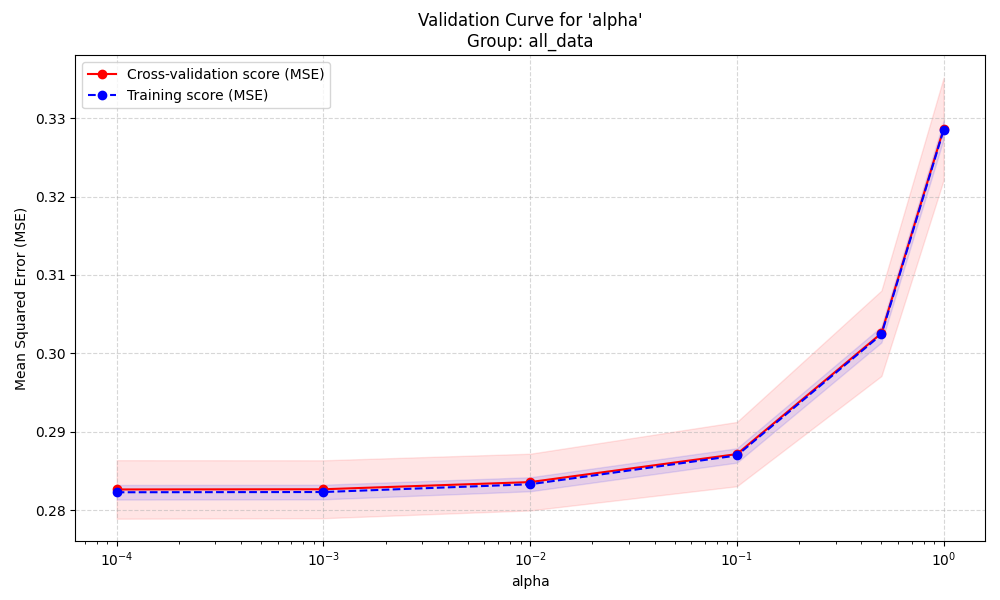 Validation Curve for 'alpha'
Group: all_data
Cross-validation score (MSE)
Training score (MSE)
Mean Squared Error (MSE)
0.33
0.32
0.31
0.30
0.29
0.28
10⁻⁴
10⁻³
10⁻²
10⁻¹
10⁰
alpha